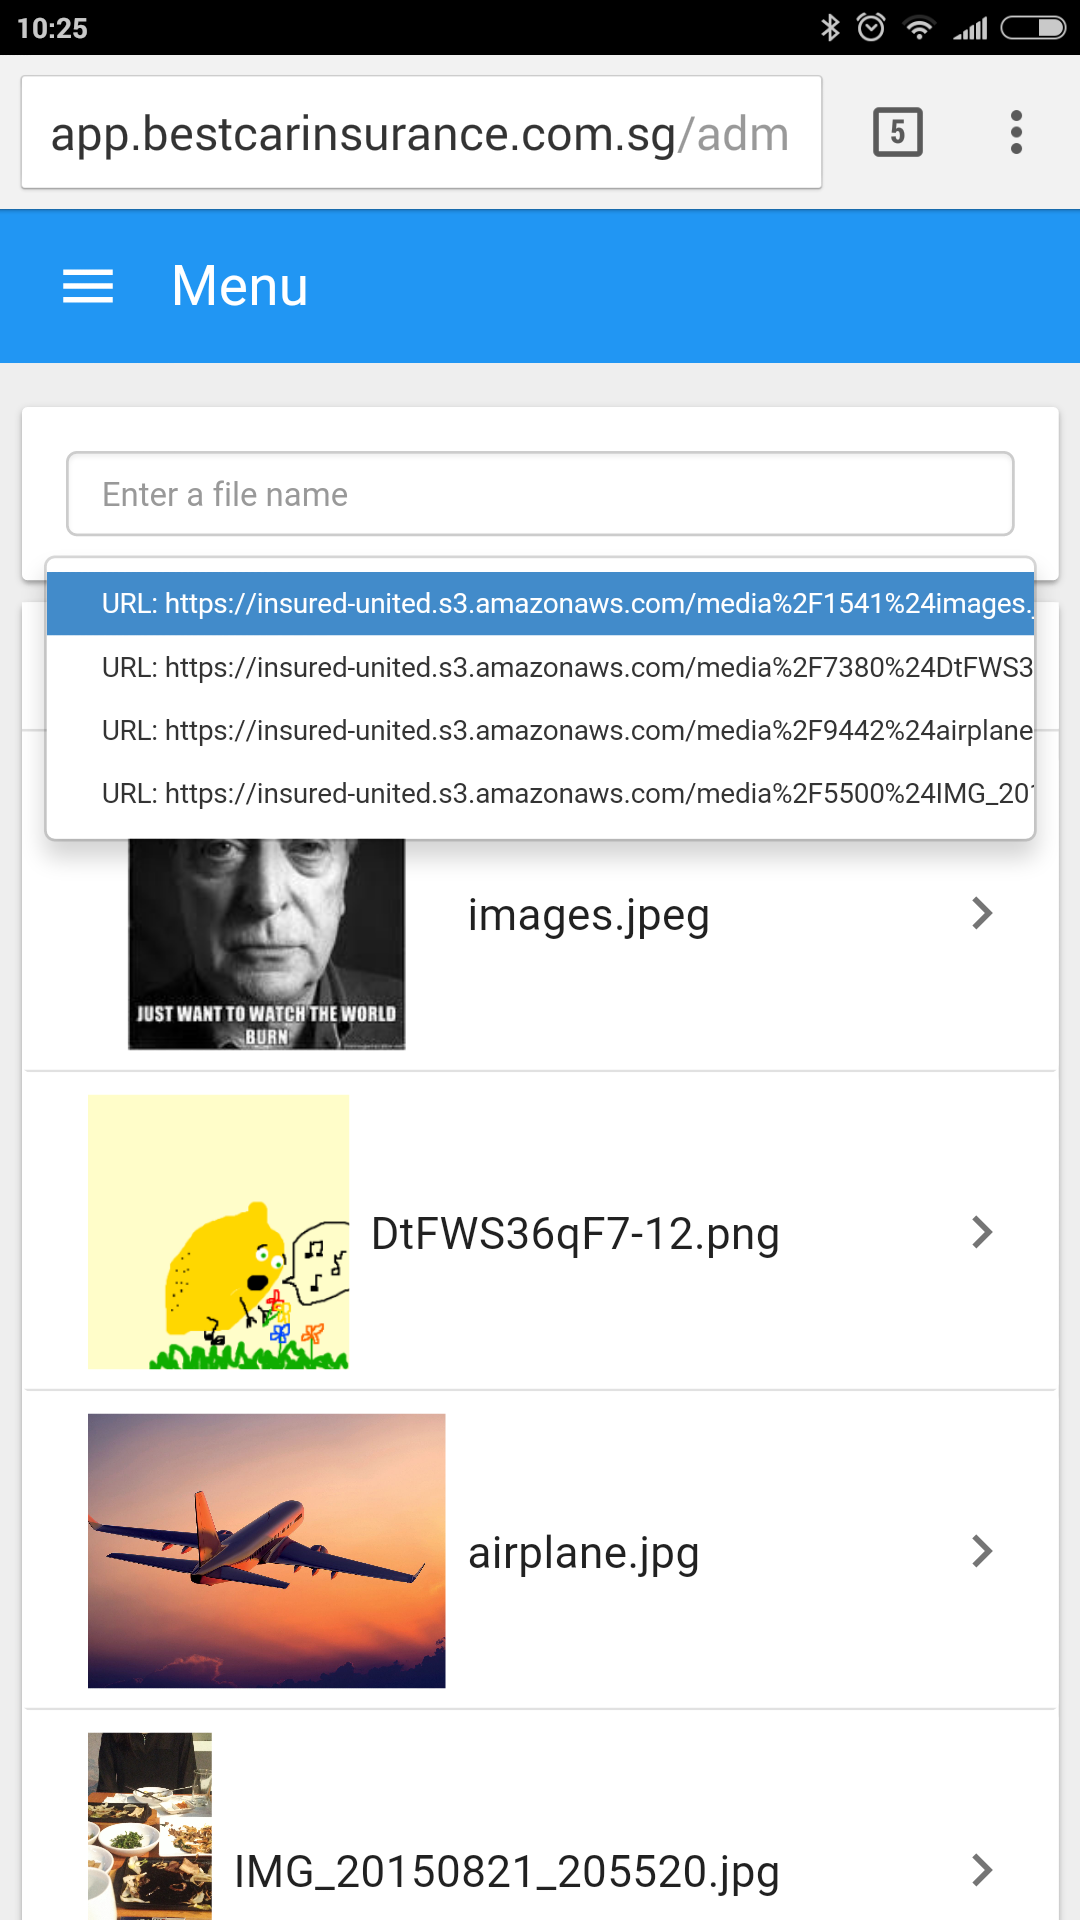 10:25
app.bestcarinsurance.com.sg/adm
5
Menu
Enter a file name
URL: https://insured-united.s3.amazonaws.com/media%2F1541%24images.
URL: https://insured-united.s3.amazonaws.com/media%2F7380%24DtFWS3
URL: https://insured-united.s3.amazonaws.com/media%2F9442%24airplane
URL: https://insured-united.s3.amazonaws.com/media%2F5500%24IMG_201
images.jpeg
JUST WANT TO WATCH THE WORLD
BURN
DtFWS36qF7-12.png
airplane.jpg
IMG_20150821_205520.jpg